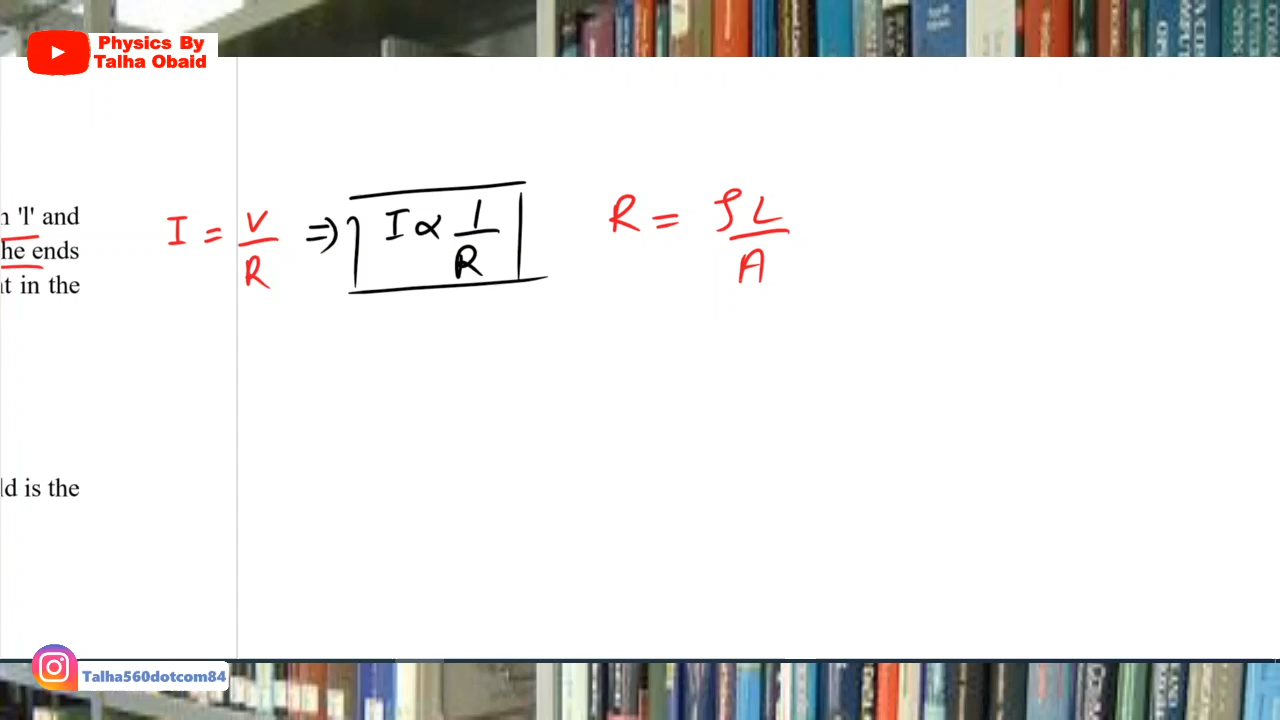 Physics By
Talha Obaid
'l' and
he ends
t in the
I = V/R ⇒ I ∝ 1/R
R = ρL/A
ld is the
Talha560dotcom84